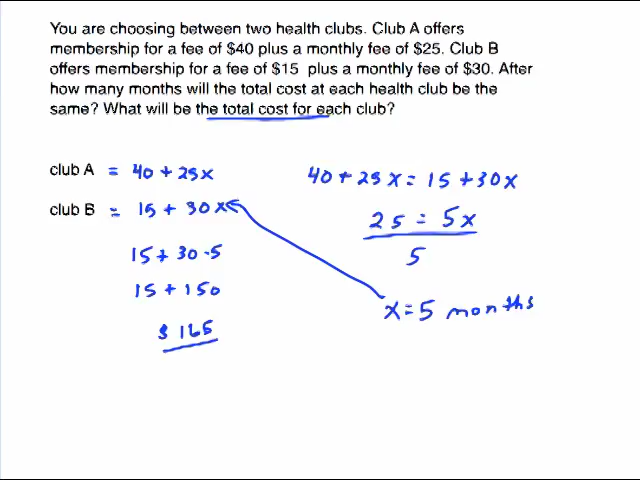 You are choosing between two health clubs. Club A offers
membership for a fee of $40 plus a monthly fee of $25. Club B
offers membership for a fee of $15 plus a monthly fee of $30. After
how many months will the total cost at each health club be the
same? What will be the total cost for each club?
club A = 40 + 25x
club B = 15 + 30x
15 + 30·5
15 + 150
$165
40 + 25x = 15 + 30x
25 = 5x
5
x = 5 months